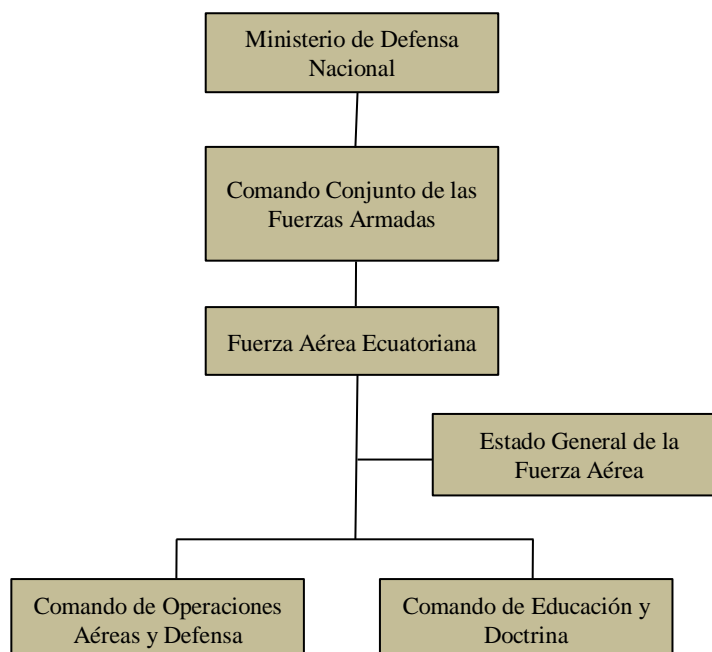 Ministerio de Defensa
Nacional
Comando Conjunto de las
Fuerzas Armadas
Fuerza Aérea Ecuatoriana
Estado General de la
Fuerza Aérea
Comando de Operaciones
Aéreas y Defensa
Comando de Educación y
Doctrina